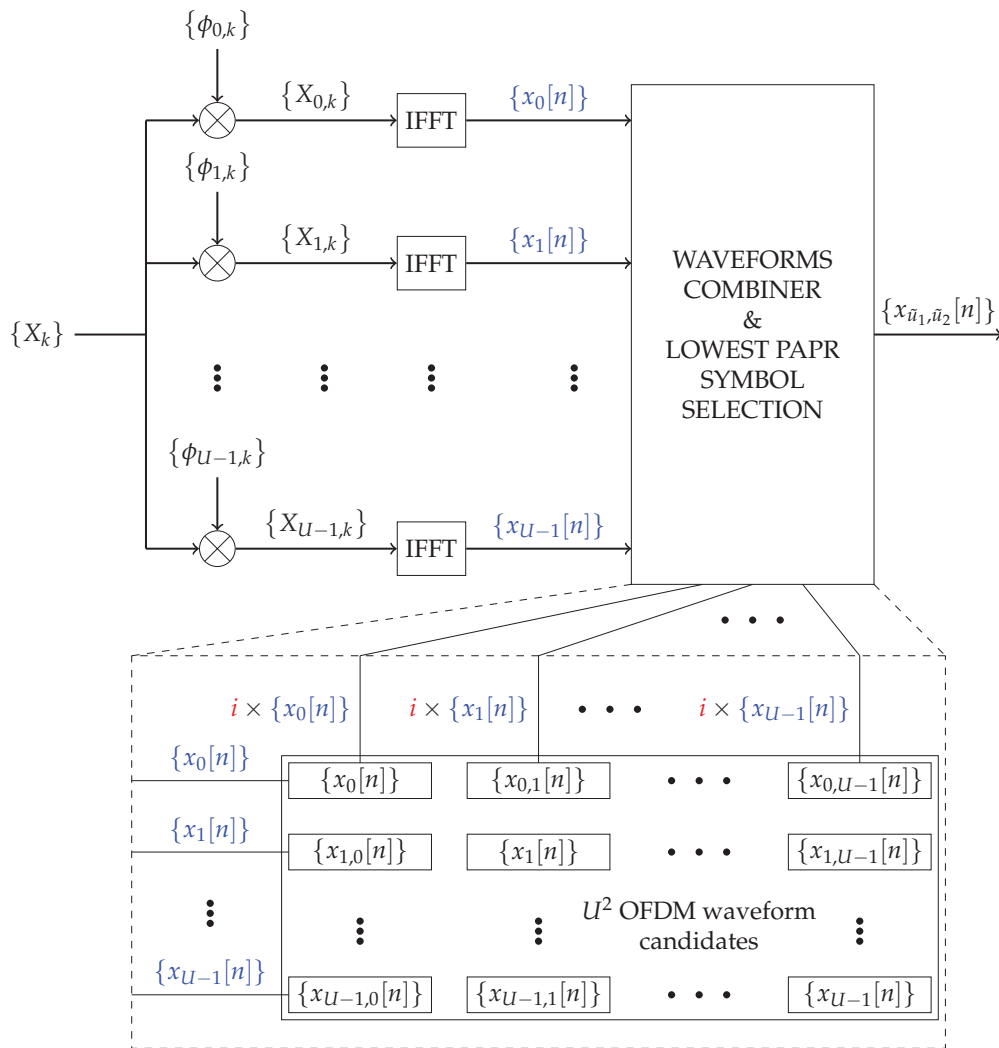 {ϕ0,k}
{X0,k}
IFFT
{x0[n]}
{ϕ1,k}
{X1,k}
IFFT
{x1[n]}
WAVEFORMS
COMBINER
&
LOWEST PAPR
SYMBOL
SELECTION
{Xk}
{xũ1,ũ2[n]}
{ϕU−1,k}
{XU−1,k}
IFFT
{xU−1[n]}
i × {x0[n]} i × {x1[n]} i × {xU−1[n]}
{x0[n]}
{x0[n]} {x0,1[n]} {x0,U−1[n]}
{x1[n]}
{x1,0[n]} {x1[n]} {x1,U−1[n]}
U² OFDM waveform
candidates
{xU−1[n]}
{xU−1,0[n]} {xU−1,1[n]} {xU−1[n]}